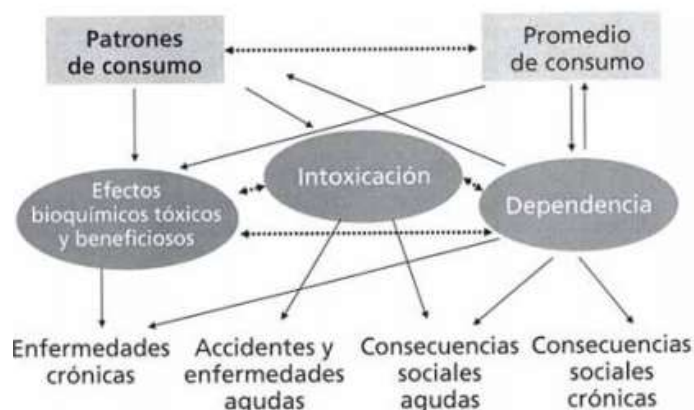 Patrones
de consumo
Promedio
de consumo
Efectos
bioquímicos tóxicos
y beneficiosos
Intoxicación
Dependencia
Enfermedades
crónicas
Accidentes y
enfermedades
agudas
Consecuencias
sociales
agudas
Consecuencias
sociales
crónicas